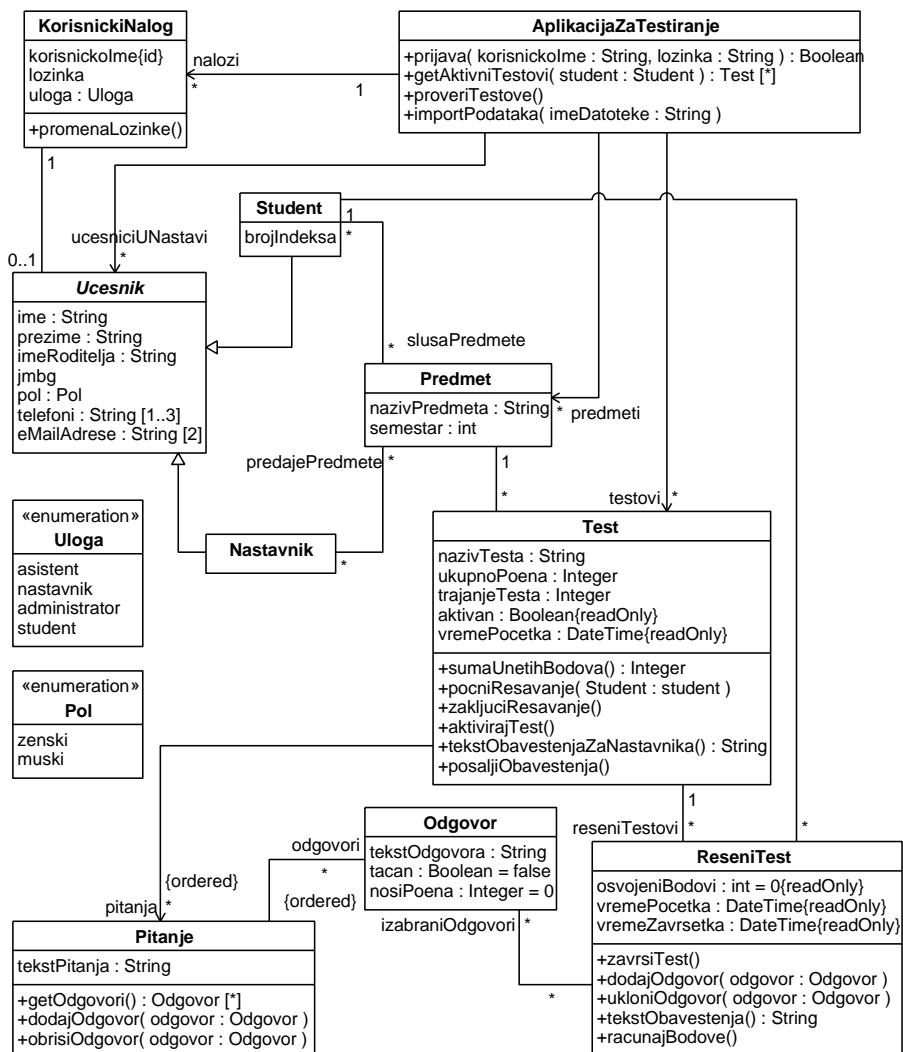 KorisnickiNalog
korisnickoIme{id}
lozinka
uloga : Uloga
+promenaLozinke()
AplikacijaZaTestiranje
+prijava( korisnickoIme : String, lozinka : String ) : Boolean
+getAktivniTestovi( student : Student ) : Test [*]
+proveriTestove()
+importPodataka( imeDatoteke : String )
nalozi
*
1
1
0..1
ucesniciUNastavi
*
Student
brojIndeksa
1
*
Ucesnik
ime : String
prezime : String
imeRoditelja : String
jmbg
pol : Pol
telefoni : String [1..3]
eMailAdrese : String [2]
*
slusaPredmete
Predmet
nazivPredmeta : String
semestar : int
* predmeti
predajePredmete *
1
*
testovi *
«enumeration»
Uloga
asistent
nastavnik
administrator
student
Nastavnik
*
Test
nazivTesta : String
ukupnoPoena : Integer
trajanjeTesta : Integer
aktivan : Boolean{readOnly}
vremePocetka : DateTime{readOnly}
+sumaUnetihBodova() : Integer
+pocniResavanje( Student : student )
+zakljuciResavanje()
+aktivirajTest()
+tekstObavestenjaZaNastavnika() : String
+posaljiObavestenja()
«enumeration»
Pol
zenski
muski
1
reseniTestovi *
*
Odgovor
tekstOdgovora : String
tacan : Boolean = false
nosiPoena : Integer = 0
odgovori
*
{ordered}
{ordered}
pitanja *
izabraniOdgovori *
*
Pitanje
tekstPitanja : String
+getOdgovori() : Odgovor [*]
+dodajOdgovor( odgovor : Odgovor )
+obrisiOdgovor( odgovor : Odgovor )
ReseniTest
osvojeniBodovi : int = 0{readOnly}
vremePocetka : DateTime{readOnly}
vremeZavrsetka : DateTime{readOnly}
+zavrsiTest()
+dodajOdgovor( odgovor : Odgovor )
+ukloniOdgovor( odgovor : Odgovor )
+tekstObavestenja() : String
+racunajBodove()